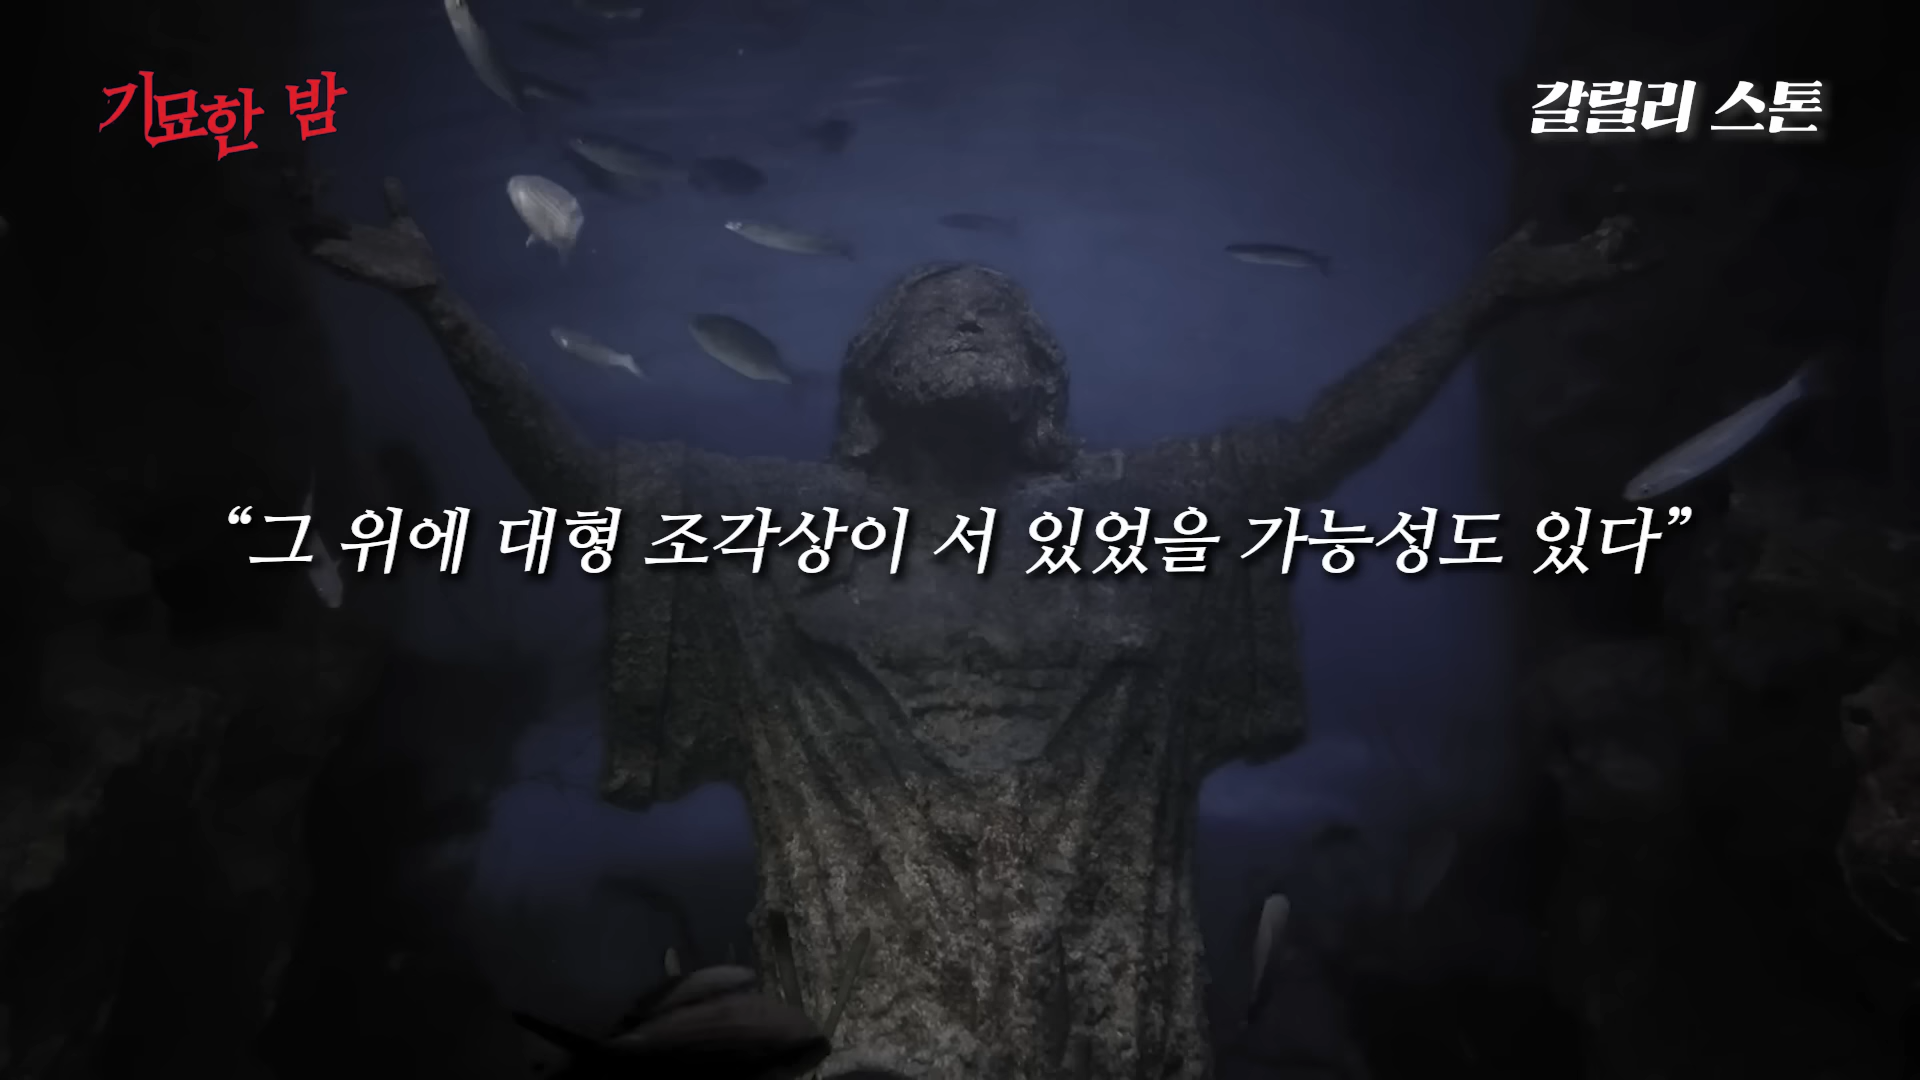 기묘한 밤
갈릴리 스톤
“그 위에 대형 조각상이 서 있었을 가능성도 있다”